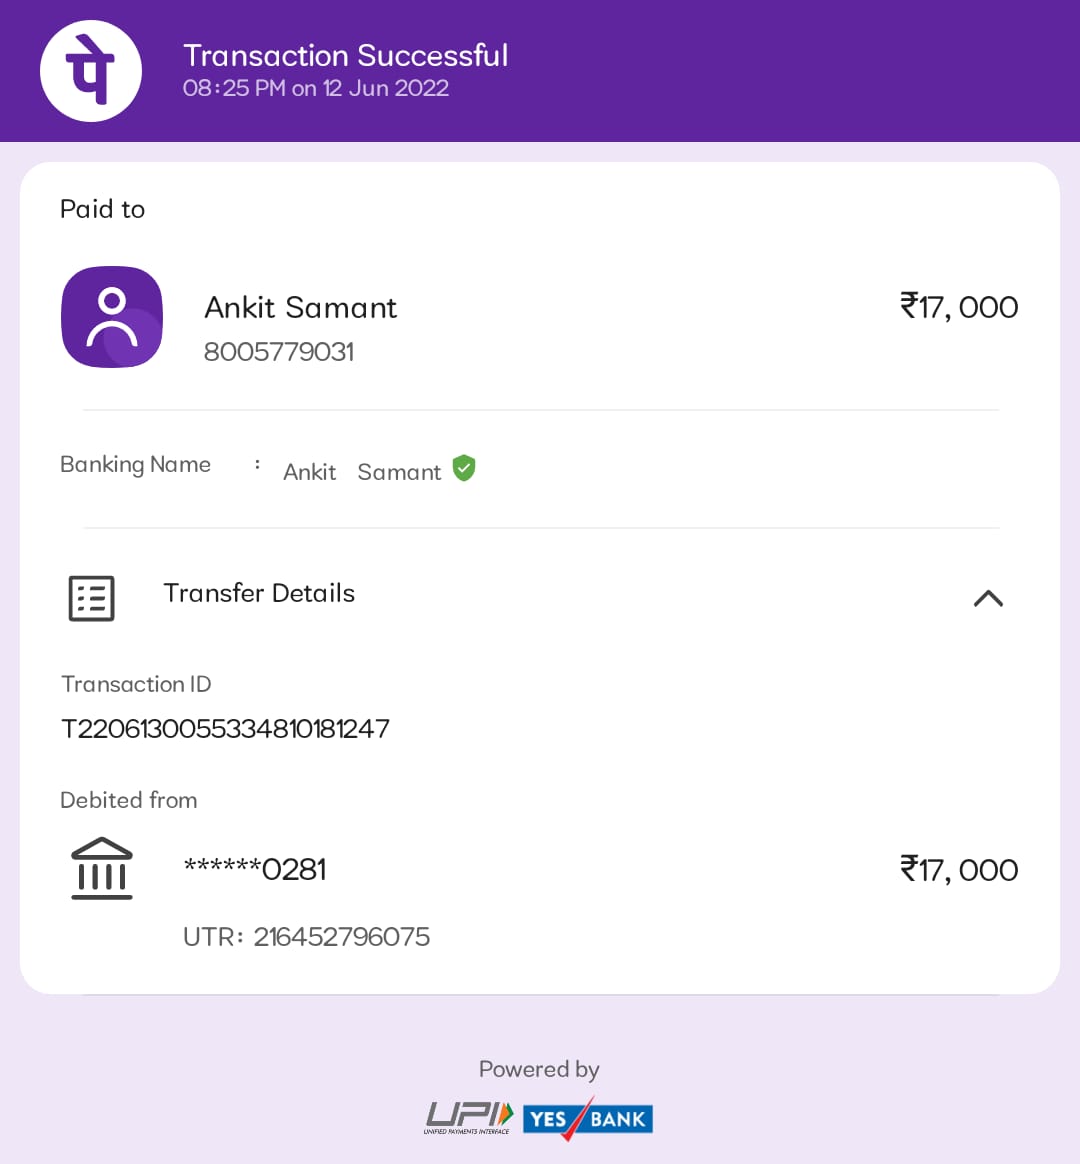 पे
Transaction Successful
08:25 PM on 12 Jun 2022
Paid to
Ankit Samant
₹17, 000
8005779031
Banking Name : Ankit Samant
Transfer Details
Transaction ID
T2206130055334810181247
Debited from
******0281
₹17, 000
UTR: 216452796075
Powered by
UPI
UNIFIED PAYMENTS INTERFACE
YES BANK